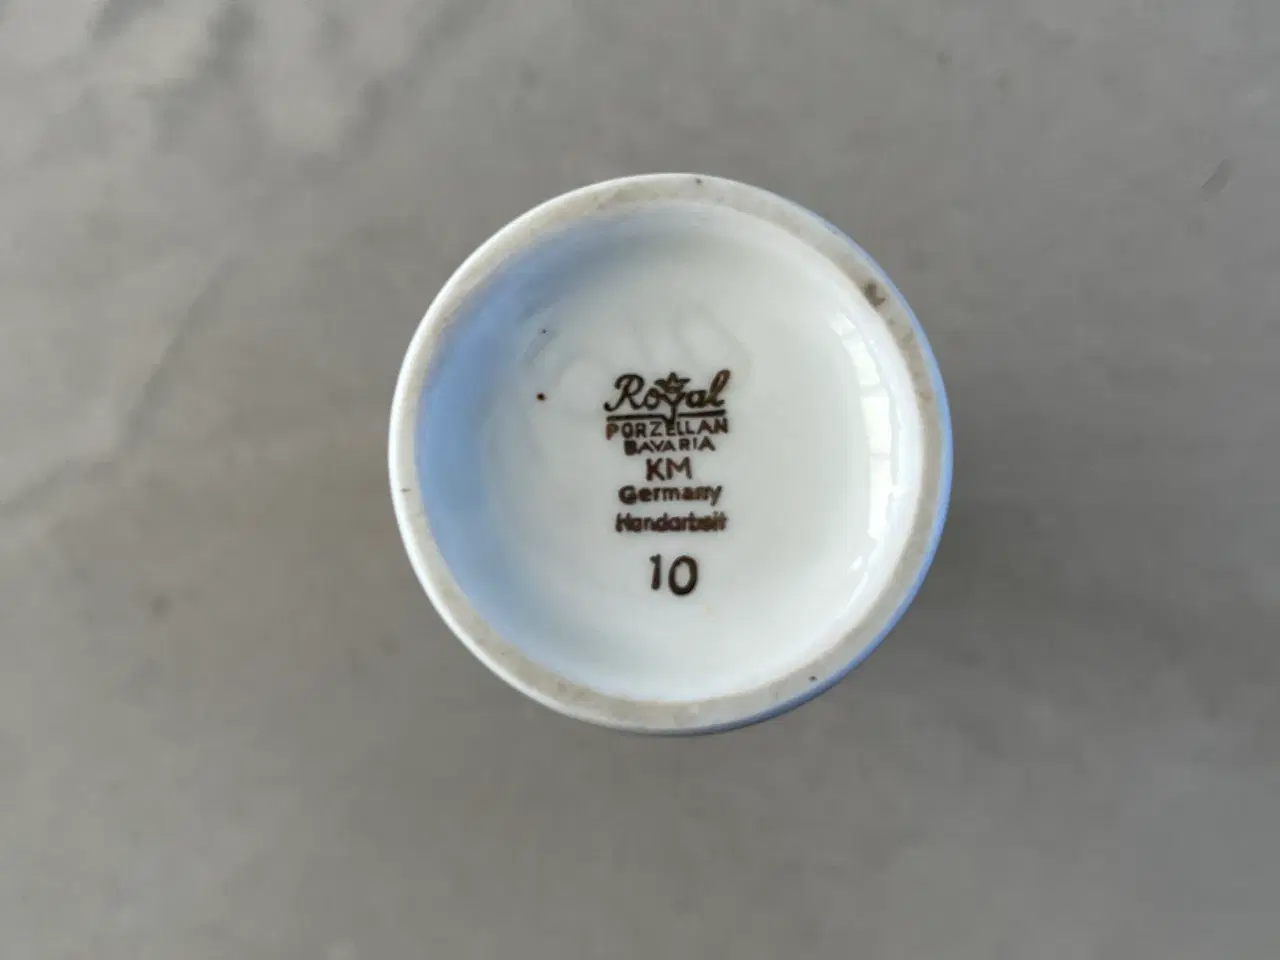 Royal
PORZELLAN
BAVARIA
KM
Germany
Handarbeit
10